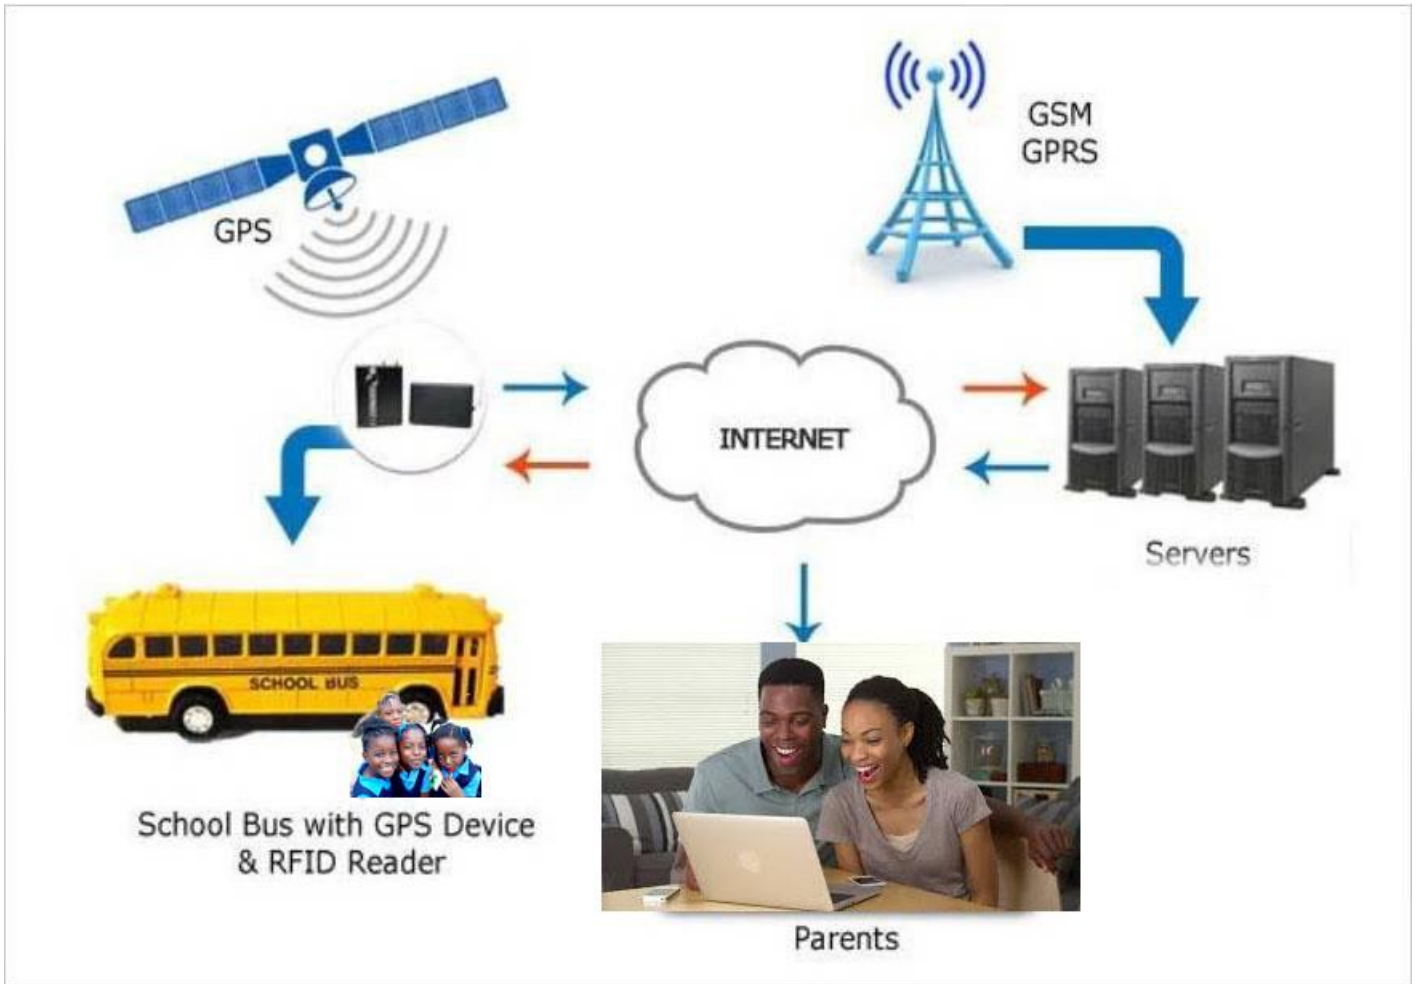 GSM
GPRS
GPS
INTERNET
Servers
SCHOOL BUS
School Bus with GPS Device
& RFID Reader
Parents